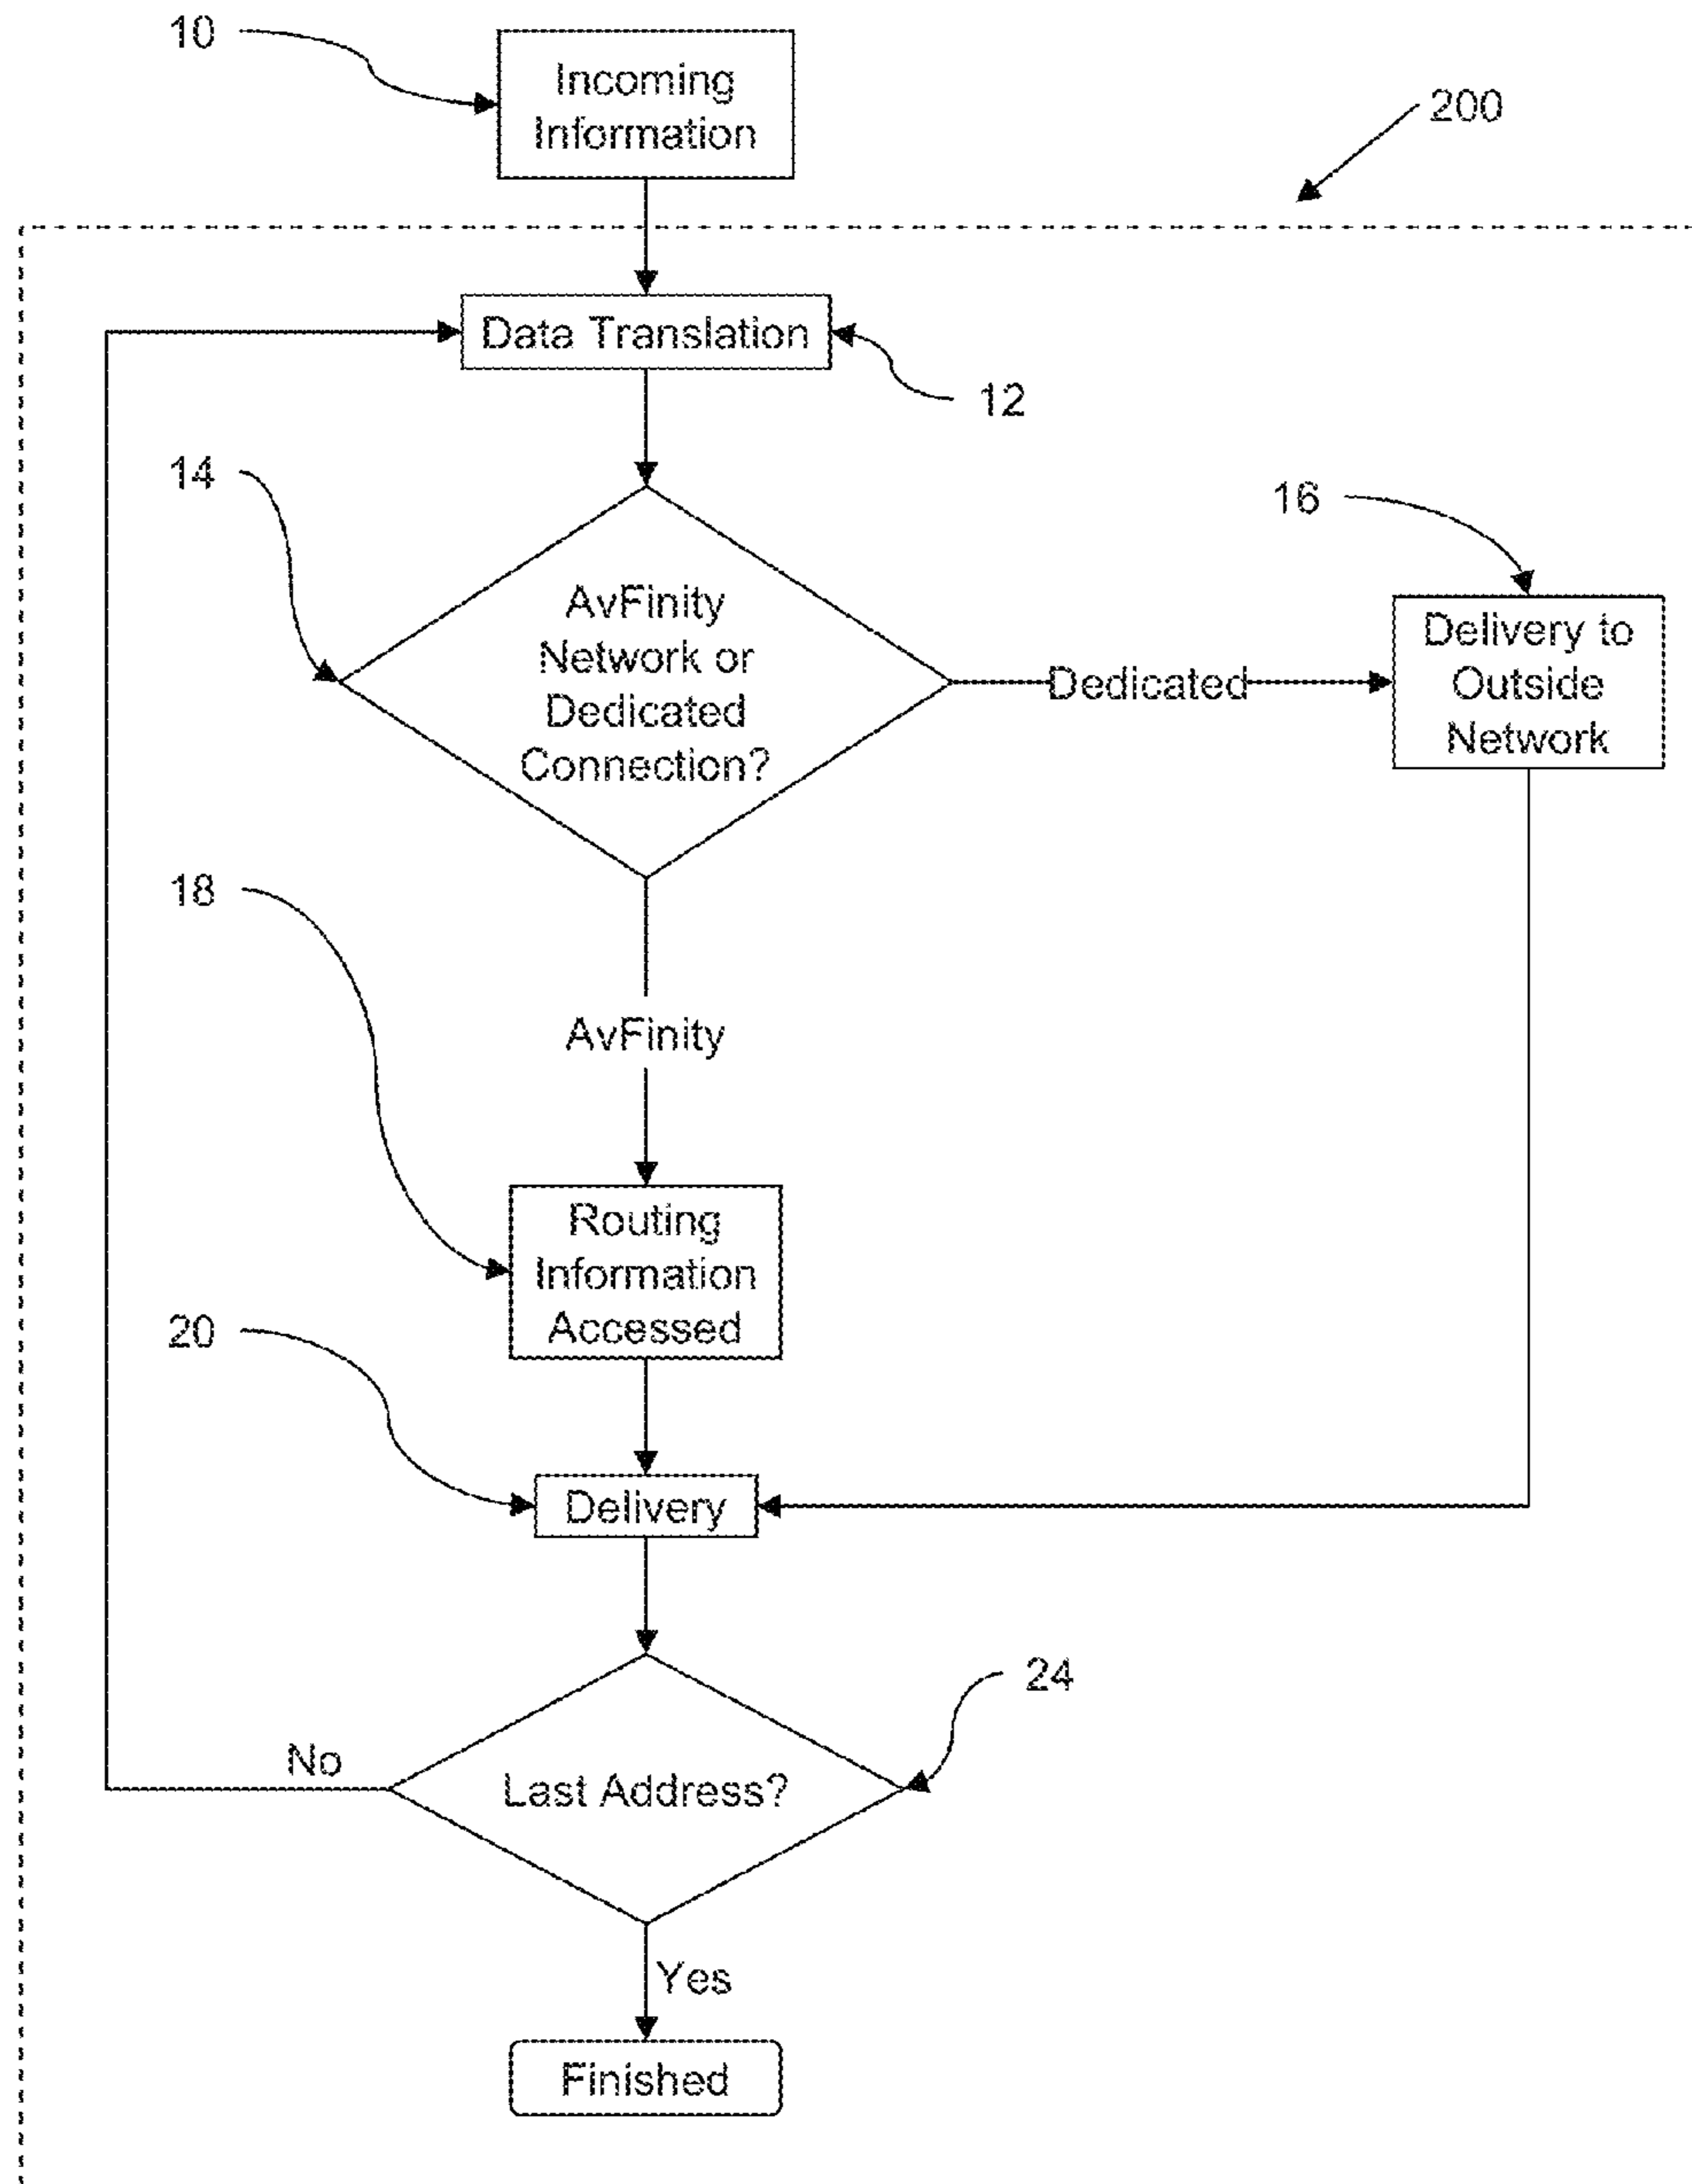 10
Incoming
Information
200
Data Translation
12
14
16
AvFinity
Network or
Dedicated
Connection?
Dedicated
Delivery to
Outside
Network
18
AvFinity
Routing
Information
Accessed
20
Delivery
24
No
Last Address?
Yes
Finished